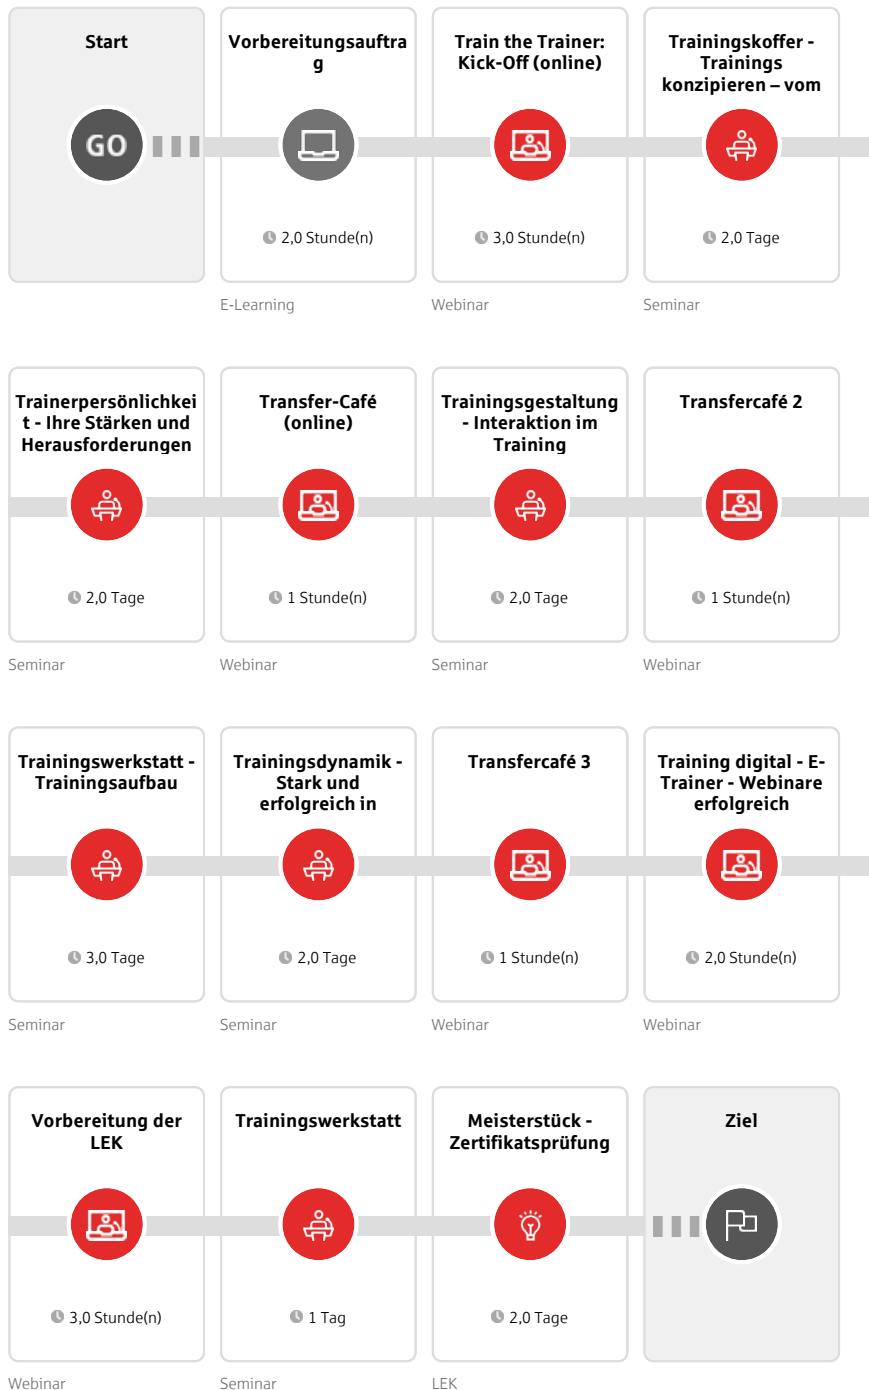 Start
GO
Vorbereitungsauftra
g
2,0 Stunde(n)
E-Learning
Train the Trainer:
Kick-Off (online)
3,0 Stunde(n)
Webinar
Trainingskoffer -
Trainings
konzipieren – vom
2,0 Tage
Seminar
Trainerpersönlichkei
t - Ihre Stärken und
Herausforderungen
2,0 Tage
Seminar
Transfer-Café
(online)
1 Stunde(n)
Webinar
Trainingsgestaltung
- Interaktion im
Training
2,0 Tage
Seminar
Transfercafé 2
1 Stunde(n)
Webinar
Trainingswerkstatt -
Trainingsaufbau
3,0 Tage
Seminar
Trainingsdynamik -
Stark und
erfolgreich in
2,0 Tage
Seminar
Transfercafé 3
1 Stunde(n)
Webinar
Training digital - E-
Trainer - Webinare
erfolgreich
2,0 Stunde(n)
Webinar
Vorbereitung der
LEK
3,0 Stunde(n)
Webinar
Trainingswerkstatt
1 Tag
Seminar
Meisterstück -
Zertifikatsprüfung
2,0 Tage
LEK
Ziel